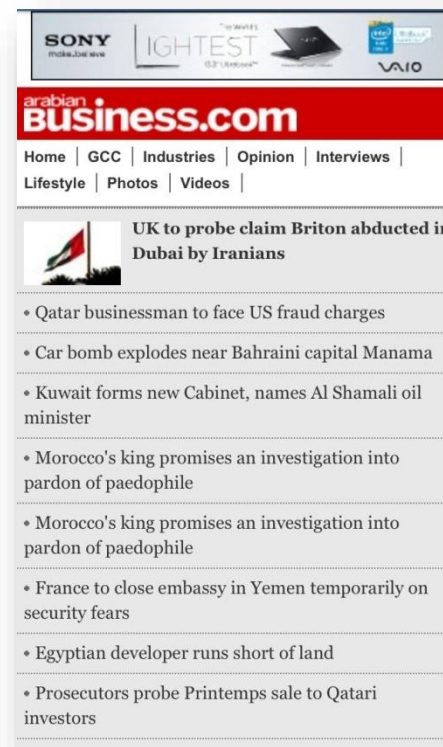 SONY
make.believe
IGHTEST
VAIO
arabian
Business.com
Home | GCC | Industries | Opinion | Interviews |
Lifestyle | Photos | Videos |
UK to probe claim Briton abducted in
Dubai by Iranians
• Qatar businessman to face US fraud charges
• Car bomb explodes near Bahraini capital Manama
• Kuwait forms new Cabinet, names Al Shamali oil
minister
• Morocco's king promises an investigation into
pardon of paedophile
• Morocco's king promises an investigation into
pardon of paedophile
• France to close embassy in Yemen temporarily on
security fears
• Egyptian developer runs short of land
• Prosecutors probe Printemps sale to Qatari
investors